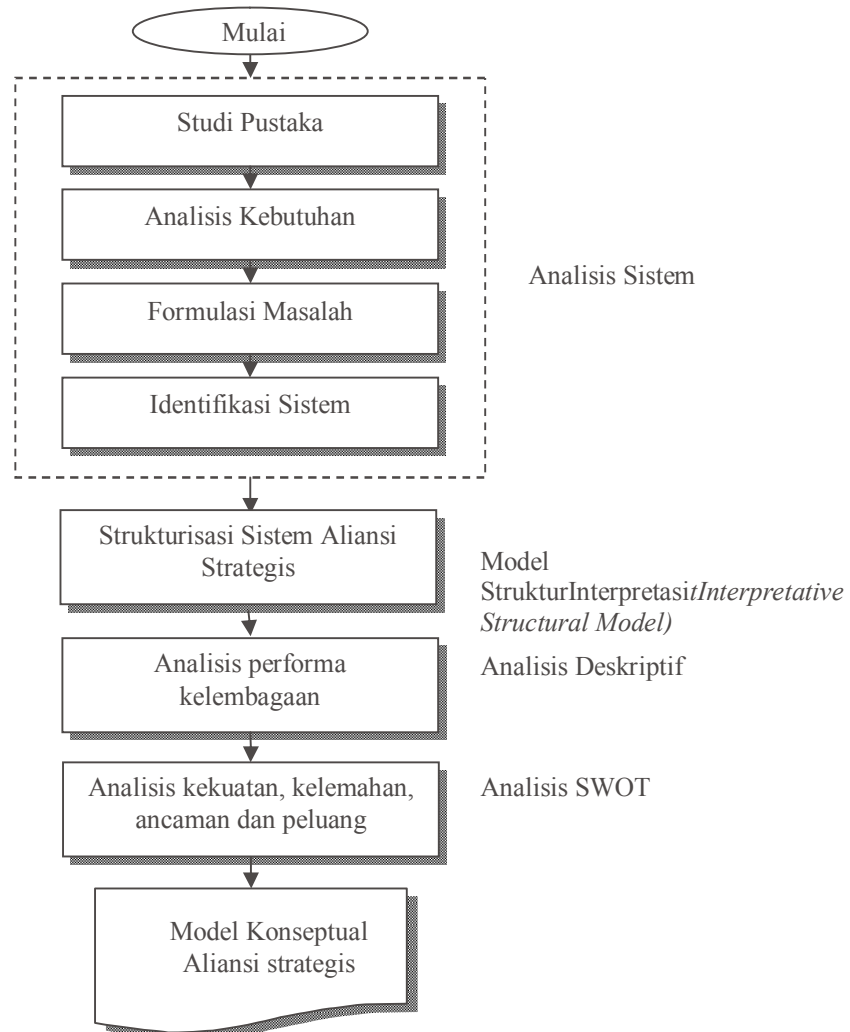 Mulai
Studi Pustaka
Analisis Kebutuhan
Formulasi Masalah
Identifikasi Sistem
Analisis Sistem
Strukturisasi Sistem Aliansi
Strategis
Model
StrukturInterpretasitInterpretative
Structural Model)
Analisis performa
kelembagaan
Analisis Deskriptif
Analisis kekuatan, kelemahan,
ancaman dan peluang
Analisis SWOT
Model Konseptual
Aliansi strategis